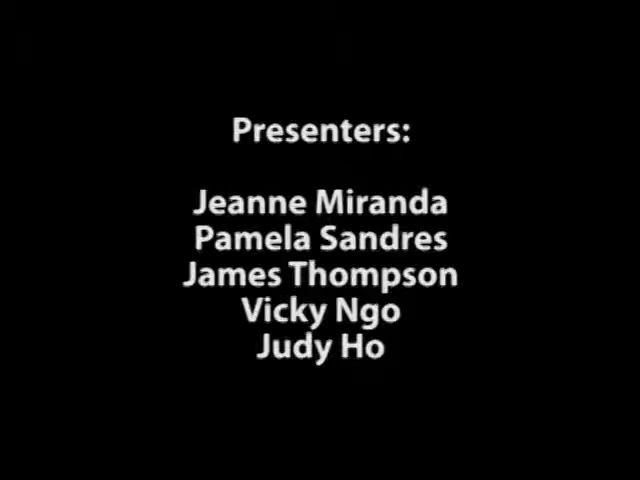 Presenters:
Jeanne Miranda
Pamela Sandres
James Thompson
Vicky Ngo
Judy Ho